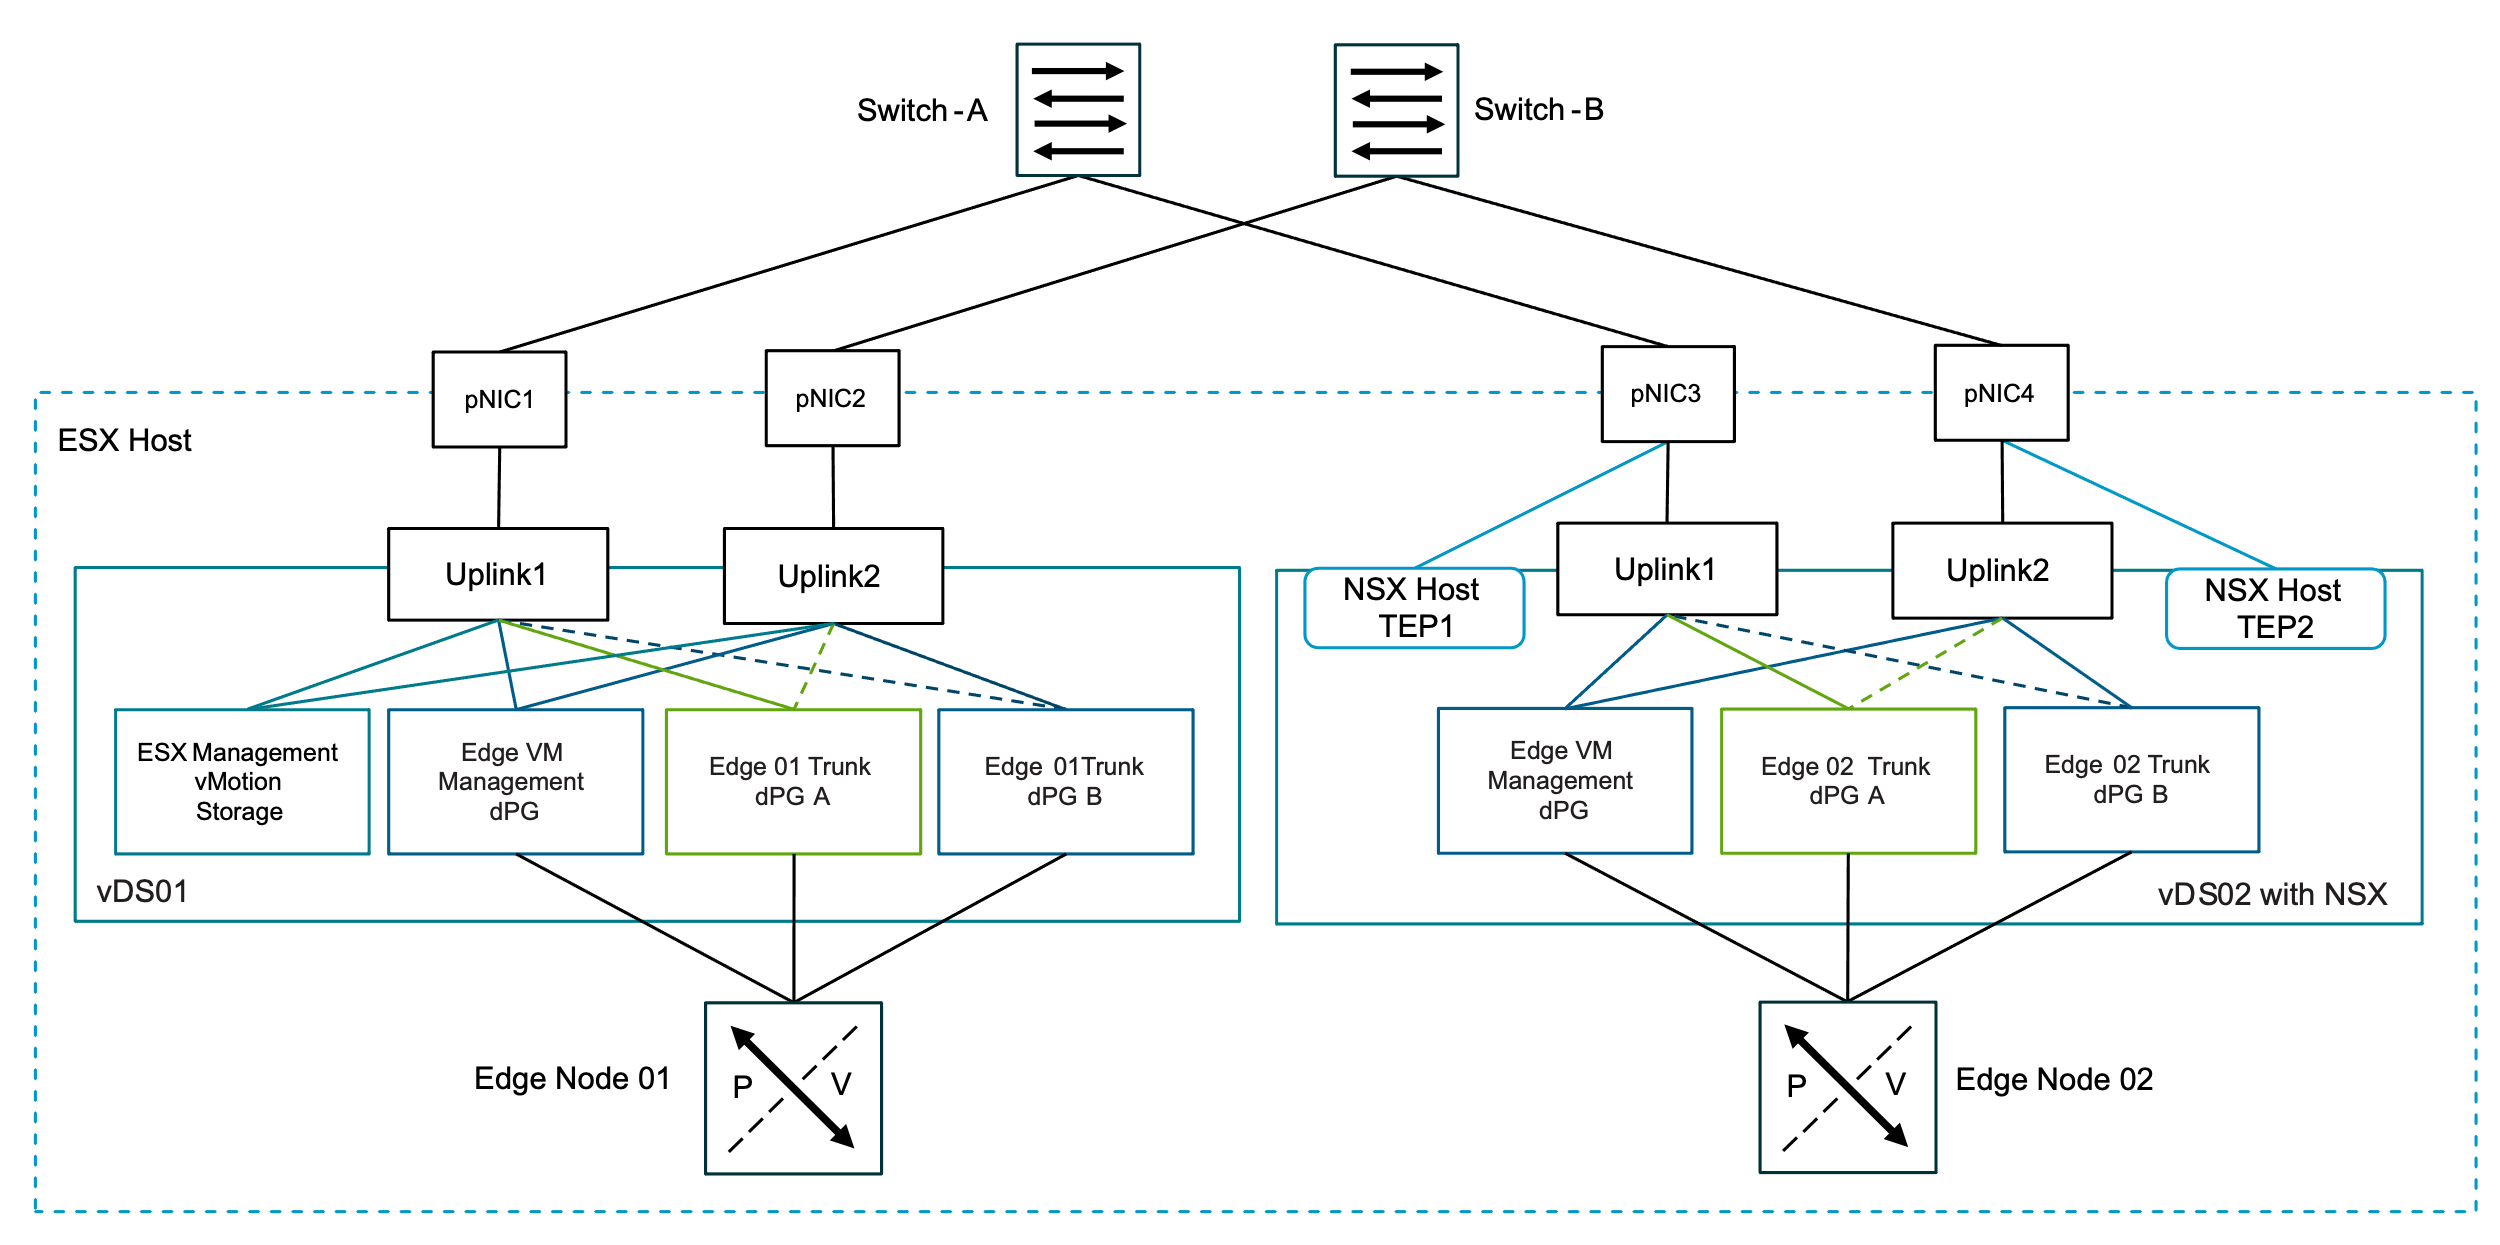 Switch-A
Switch-B
pNIC1
pNIC2
pNIC3
pNIC4
ESX Host
Uplink1
Uplink2
NSX Host
TEP1
Uplink1
Uplink2
NSX Host
TEP2
ESX Management
vMotion
Storage
Edge VM
Management
dPG
Edge 01 Trunk
dPG A
Edge 01Trunk
dPG B
Edge VM
Management
dPG
Edge 02 Trunk
dPG A
Edge 02 Trunk
dPG B
vDS01
vDS02 with NSX
Edge Node 01
P
V
P
V
Edge Node 02